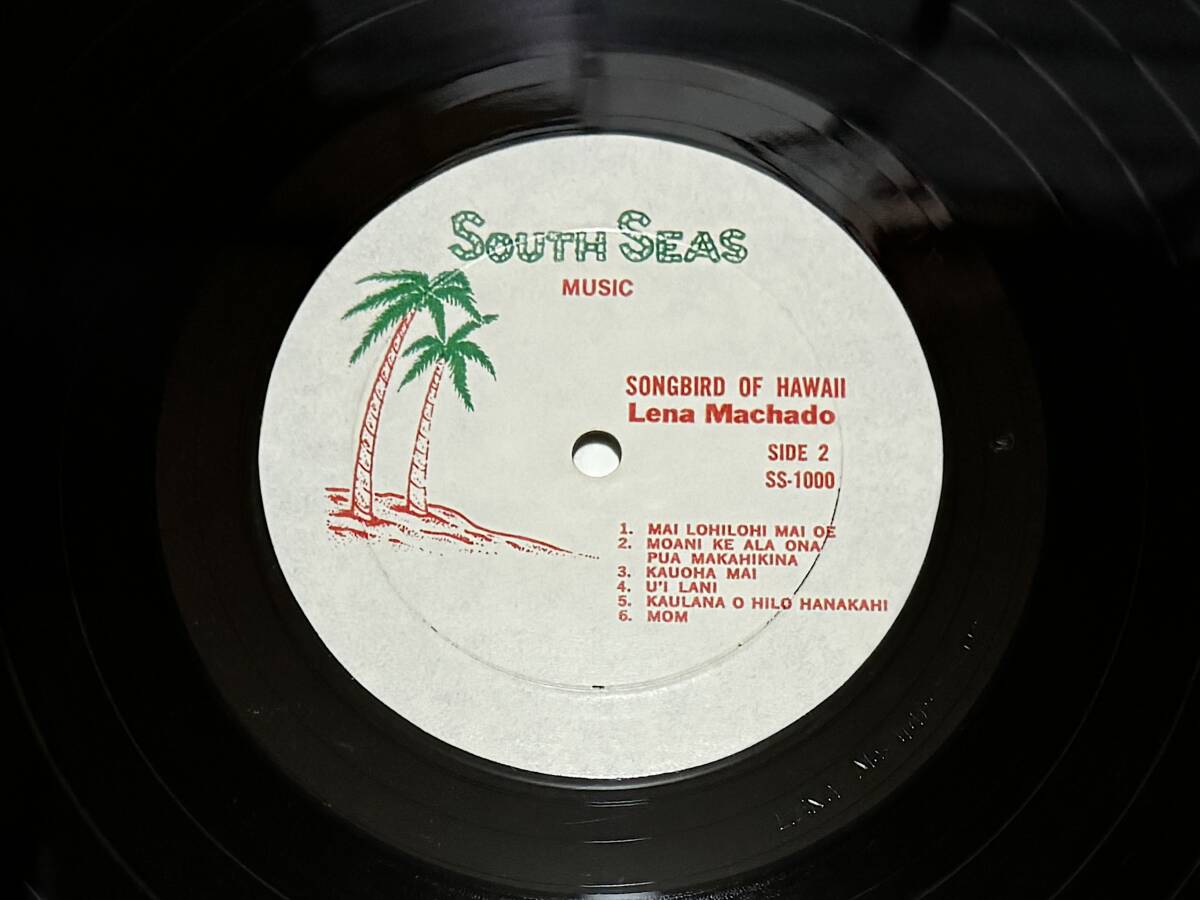 SOUTH SEAS
MUSIC
SONGBIRD OF HAWAII
Lena Machado
SIDE 2
SS-1000
1. MAI LOHILOHI MAI OE
2. MOANI KE ALA ONA
PUA MAKAHIKINA
3. KAUOHA MAI
4. U'I LANI
5. KAULANA O HILO HANAKAHI
6. MOM